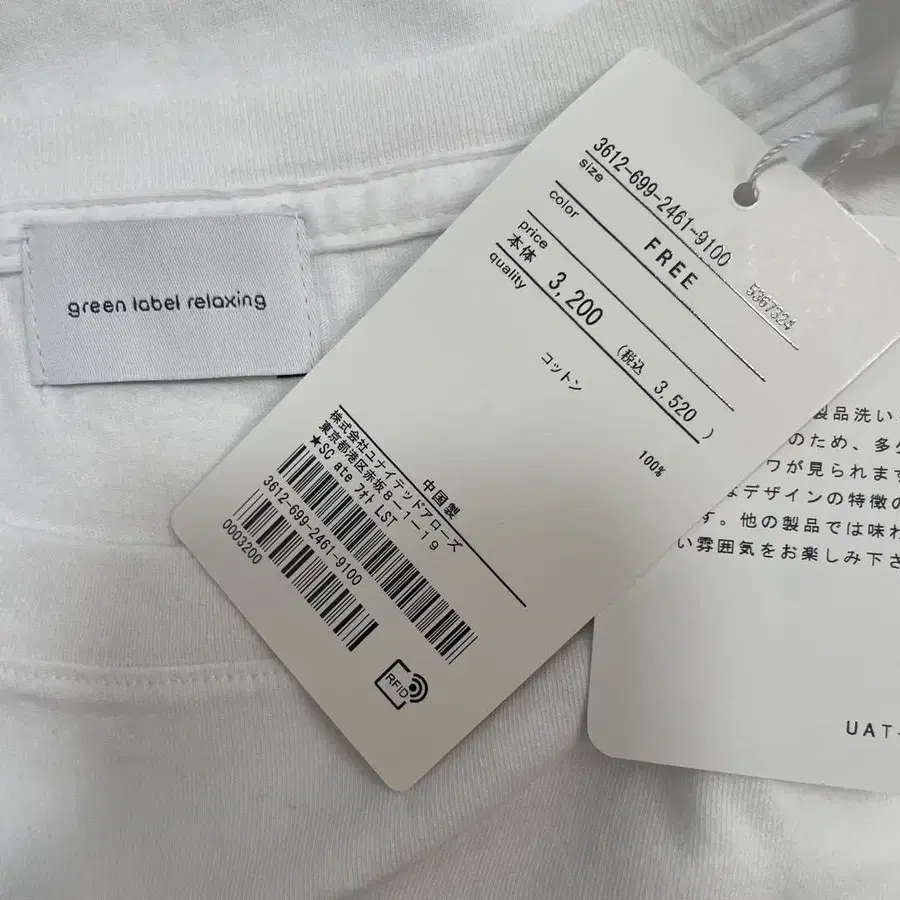 green label relaxing
3612-699-2461-9100
size
FREE
5367324
color
price
本体 3,200 (税込 3,520)
quality
コットン 100%
中国製
株式会社ユナイテッドアローズ
東京都港区赤坂8-1-19
★SC ate フォト LST
3612-699-2461-9100
0003200
RFID
製品洗い
のため、多少
ワが見られます
なデザインの特徴の
す。他の製品では味わ
い雰囲気をお楽しみ下さ
UAT-